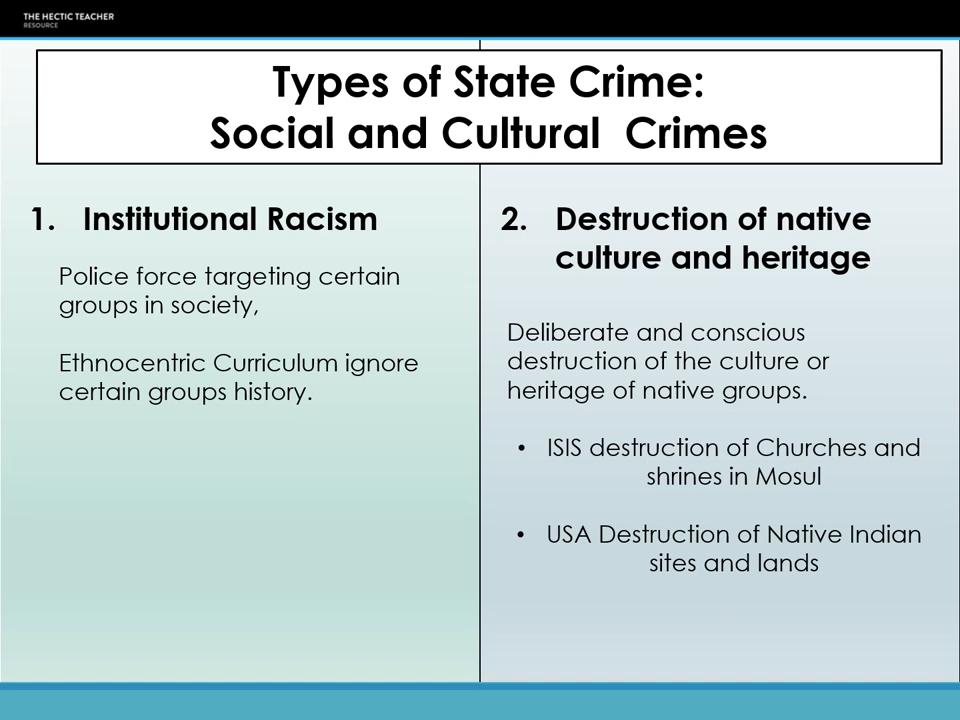 THE HECTIC TEACHER
RESOURCE
Types of State Crime:
Social and Cultural  Crimes
1. Institutional Racism
Police force targeting certain
groups in society,
Ethnocentric Curriculum ignore
certain groups history.
2. Destruction of native
culture and heritage
Deliberate and conscious
destruction of the culture or
heritage of native groups.
• ISIS destruction of Churches and
shrines in Mosul
• USA Destruction of Native Indian
sites and lands